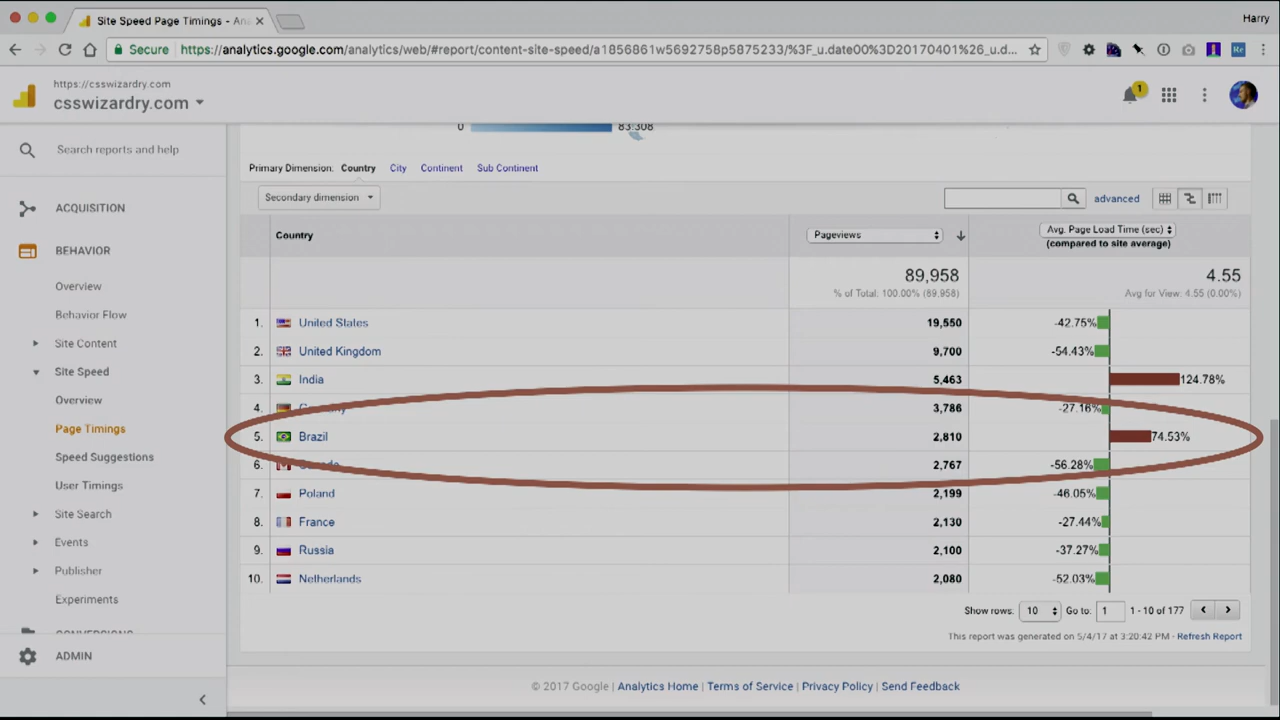 Site Speed Page Timings - Ana
Harry
Secure https://analytics.google.com/analytics/web/#report/content-site-speed/a1856861w5692758p5875233/%3F_u.date00%3D20170401%26_u.d...
https://csswizardry.com
csswizardry.com
1
Search reports and help
ACQUISITION
BEHAVIOR
Overview
Behavior Flow
Site Content
Site Speed
Overview
Page Timings
Speed Suggestions
User Timings
Site Search
Events
Publisher
Experiments
CONVERSIONS
ADMIN
0 83,308
Primary Dimension: Country City Continent Sub Continent
Secondary dimension
advanced
Country Pageviews Avg. Page Load Time (sec)
(compared to site average)
89,958 4.55
% of Total: 100.00% (89,958) Avg for View: 4.55 (0.00%)
1. United States 19,550 -42.75%
2. United Kingdom 9,700 -54.43%
3. India 5,463 124.78%
4. Germany 3,786 -27.16%
5. Brazil 2,810 74.53%
6. Canada 2,767 -56.28%
7. Poland 2,199 -46.05%
8. France 2,130 -27.44%
9. Russia 2,100 -37.27%
10. Netherlands 2,080 -52.03%
Show rows: 10 Go to: 1 1 - 10 of 177
This report was generated on 5/4/17 at 3:20:42 PM - Refresh Report
© 2017 Google | Analytics Home | Terms of Service | Privacy Policy | Send Feedback